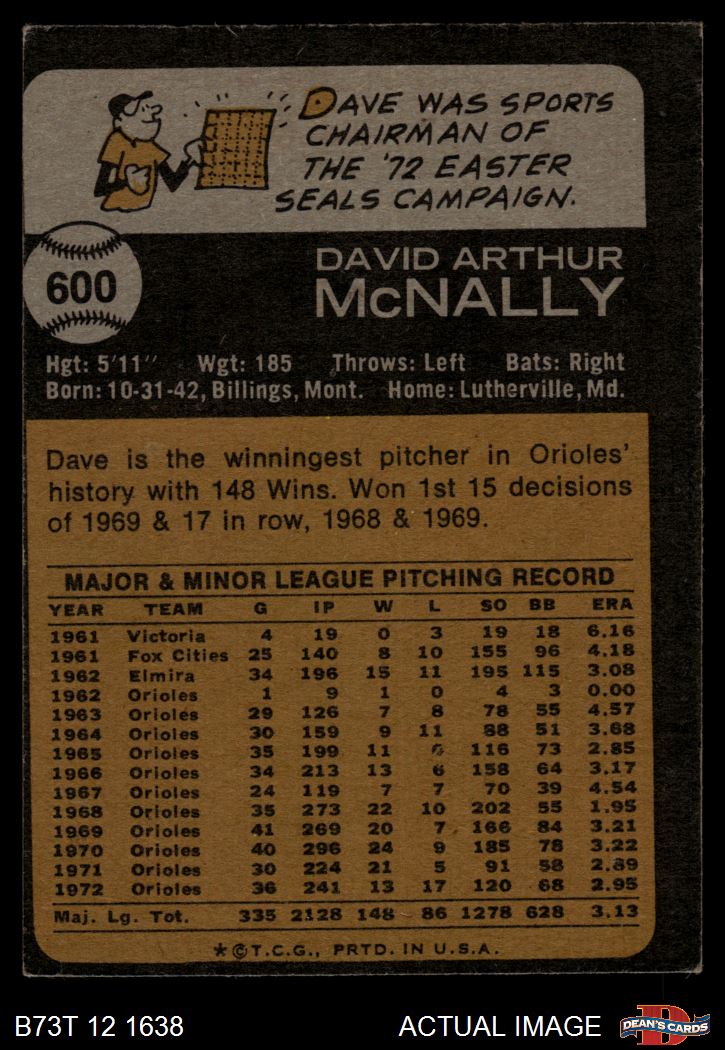 DAVE WAS SPORTS
CHAIRMAN OF
THE '72 EASTER
SEALS CAMPAIGN.
600
DAVID ARTHUR
McNALLY
Hgt: 5'11" Wgt: 185 Throws: Left Bats: Right
Born: 10-31-42, Billings, Mont. Home: Lutherville, Md.
Dave is the winningest pitcher in Orioles'
history with 148 Wins. Won 1st 15 decisions
of 1969 & 17 in row, 1968 & 1969.
MAJOR & MINOR LEAGUE PITCHING RECORD
YEAR TEAM G IP W L SO BB ERA
1961 Victoria 4 19 0 3 19 18 6.16
1961 Fox Cities 25 140 8 10 155 96 4.18
1962 Elmira 34 196 15 11 195 115 3.08
1962 Orioles 1 9 1 0 4 3 0.00
1963 Orioles 29 126 7 8 78 55 4.57
1964 Orioles 30 159 9 11 88 51 3.68
1965 Orioles 35 199 11 6 116 73 2.85
1966 Orioles 34 213 13 6 158 64 3.17
1967 Orioles 24 119 7 7 70 39 4.54
1968 Orioles 35 273 22 10 202 55 1.95
1969 Orioles 41 269 20 7 166 84 3.21
1970 Orioles 40 296 24 9 185 78 3.22
1971 Orioles 30 224 21 5 91 58 2.89
1972 Orioles 36 241 13 17 120 68 2.95
Maj. Lg. Tot. 335 2128 148 86 1278 628 3.13
*©T.C.G., PRTD. IN U.S.A.
B73T 12 1638 ACTUAL IMAGE
D
DEAN'S CARDS